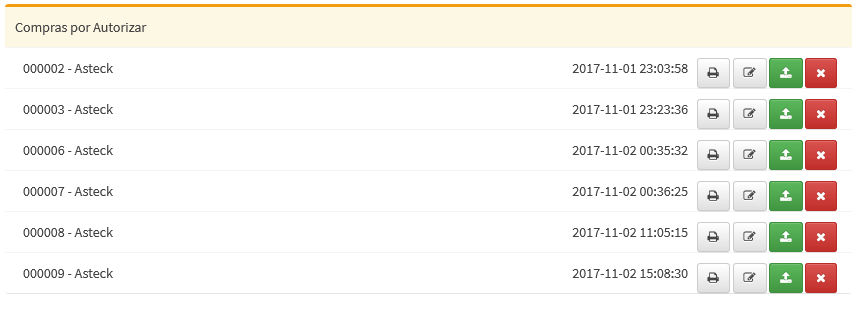 Compras por Autorizar
000002 - Asteck 2017-11-01 23:03:58
000003 - Asteck 2017-11-01 23:23:36
000006 - Asteck 2017-11-02 00:35:32
000007 - Asteck 2017-11-02 00:36:25
000008 - Asteck 2017-11-02 11:05:15
000009 - Asteck 2017-11-02 15:08:30